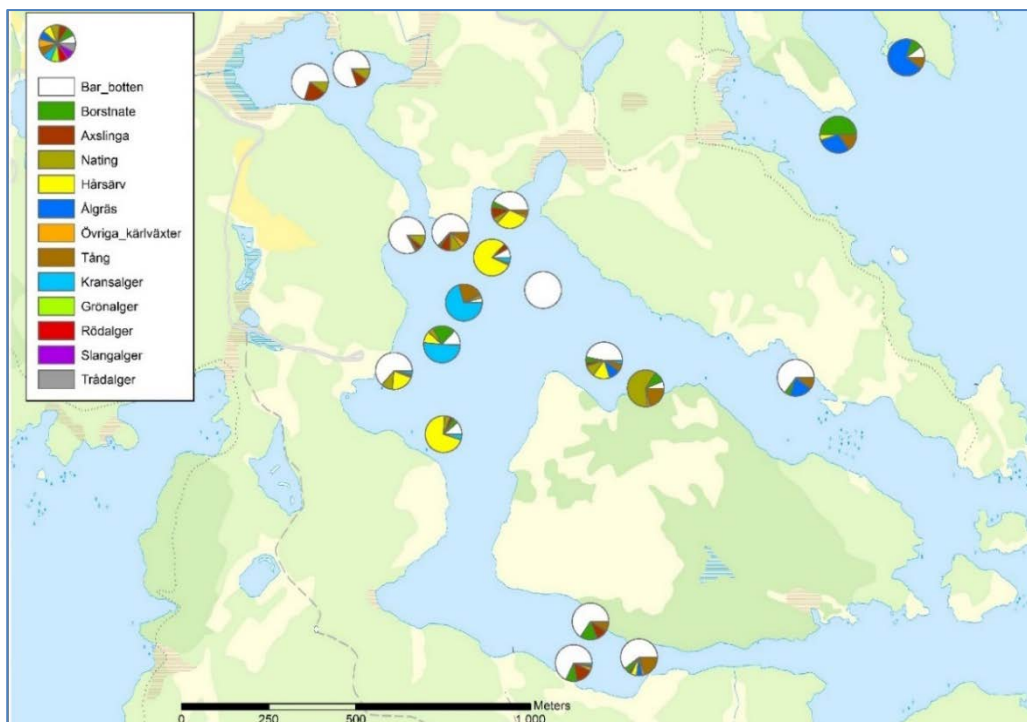 Bar_botten
Borstnate
Axslinga
Nating
Hårsärv
Ålgräs
Övriga_kärlväxter
Tång
Kransalger
Grönalger
Rödalger
Slangalger
Trådalger
Meters
0 250 500 1 000